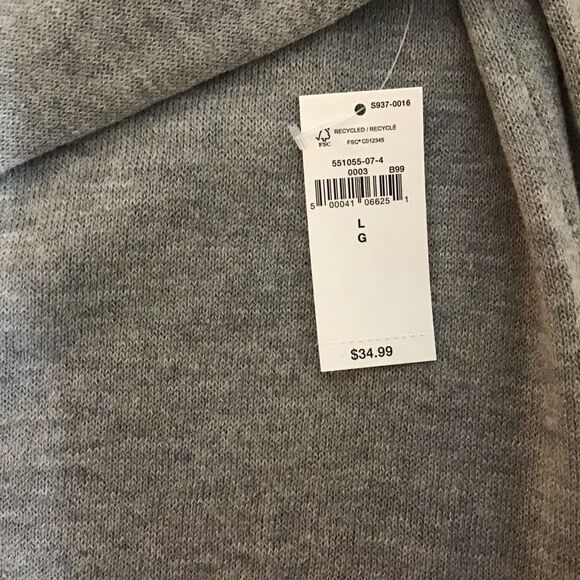 S937-0016
RECYCLED / RECYCLÉ
FSC
FSC® C012345
551055-07-4
0003 B99
5 00041 06625 1
L
G
$34.99